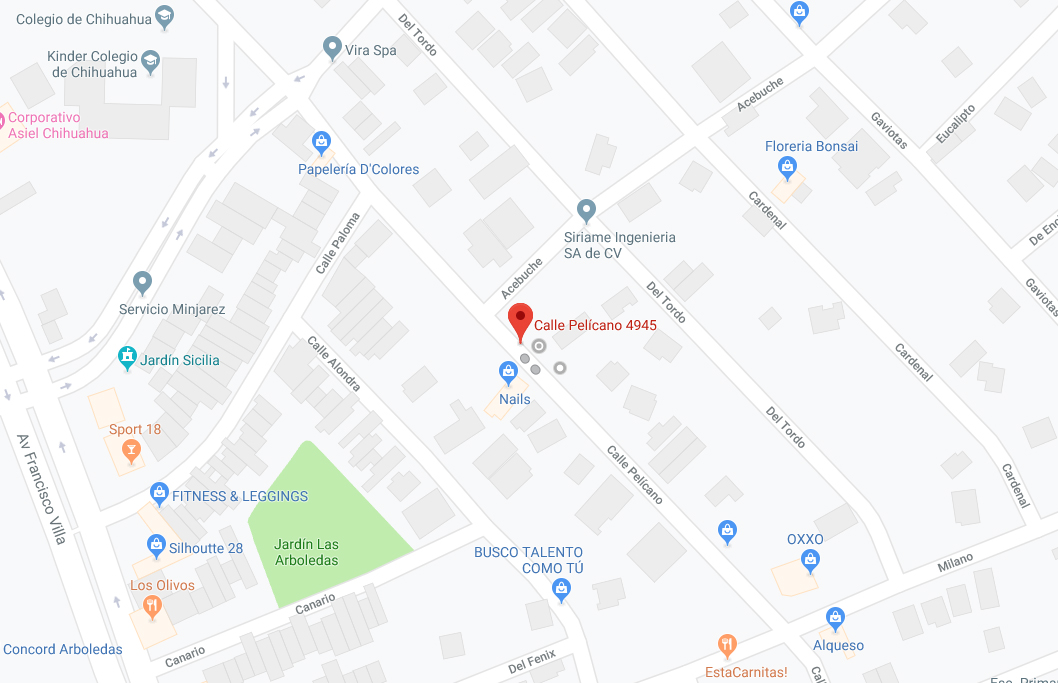 Colegio de Chihuahua
Del Tordo
Vira Spa
Kinder Colegio
de Chihuahua
Acebuche
Corporativo
Asiel Chihuahua
Gaviotas
Eucalipto
Floreria Bonsai
Papelería D'Colores
Cardenal
Calle Paloma
Siriame Ingenieria
SA de CV
De Enc
Acebuche
Gaviotas
Servicio Minjarez
Del Tordo
Calle Pelícano 4945
Jardín Sicilia
Calle Alondra
Cardenal
Nails
Sport 18
Del Tordo
Av Francisco Villa
Calle Pelícano
Cardenal
FITNESS & LEGGINGS
Silhoutte 28
Jardín Las
Arboledas
BUSCO TALENTO
COMO TÚ
OXXO
Milano
Los Olivos
Canario
Concord Arboledas
Canario
Del Fenix
Alqueso
EstaCarnitas!
Cal
Esc. Primar